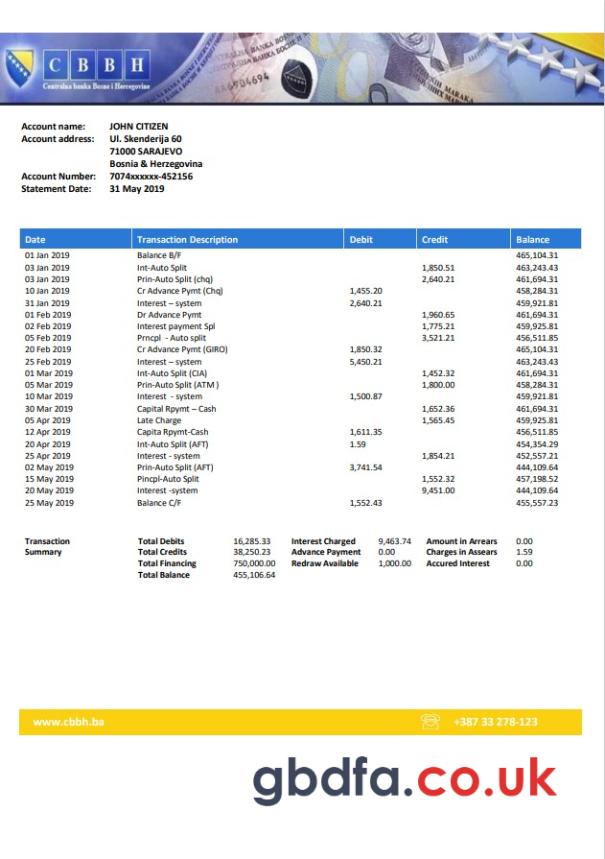 C B B H
Centralna banka Bosne i Hercegovine
Account name: JOHN CITIZEN
Account address: Ul. Skenderija 60
71000 SARAJEVO
Bosnia & Herzegovina
Account Number: 7074xxxxxx-452156
Statement Date: 31 May 2019
Date Transaction Description Debit Credit Balance
01 Jan 2019 Balance B/F 465,104.31
03 Jan 2019 Int-Auto Split 1,850.51 463,243.43
03 Jan 2019 Prin-Auto Split (chq) 2,640.21 461,694.31
10 Jan 2019 Cr Advance Pymt (Chq) 1,455.20 458,284.31
31 Jan 2019 Interest – system 2,640.21 459,921.81
01 Feb 2019 Dr Advance Pymt 1,960.65 461,694.31
02 Feb 2019 Interest payment Spl 1,775.21 459,925.81
05 Feb 2019 Prncpl - Auto split 3,521.21 456,511.85
20 Feb 2019 Cr Advance Pymt (GIRO) 1,850.32 465,104.31
25 Feb 2019 Interest – system 5,450.21 463,243.43
01 Mar 2019 Int-Auto Split (CIA) 1,452.32 461,694.31
05 Mar 2019 Prin-Auto Split (ATM ) 1,800.00 458,284.31
10 Mar 2019 Interest - system 1,500.87 459,921.81
30 Mar 2019 Capital Rpymt – Cash 1,652.36 461,694.31
05 Apr 2019 Late Charge 1,565.45 459,925.81
12 Apr 2019 Capita Rpymt-Cash 1,611.35 456,511.85
20 Apr 2019 Int-Auto Split (AFT) 1.59 454,354.29
25 Apr 2019 Interest - system 1,854.21 452,557.21
02 May 2019 Prin-Auto Split (AFT) 3,741.54 444,109.64
15 May 2019 Pincpl-Auto Split 1,552.32 457,198.52
20 May 2019 Interest -system 9,451.00 444,109.64
25 May 2019 Balance C/F 1,552.43 455,557.23
Transaction Total Debits 16,285.33 Interest Charged 9,463.74 Amount in Arrears 0.00
Summary Total Credits 38,250.23 Advance Payment 0.00 Charges in Assears 1.59
Total Financing 750,000.00 Redraw Available 1,000.00 Accured Interest 0.00
Total Balance 455,106.64
www.cbbh.ba +387 33 278-123
gbdfa.co.uk